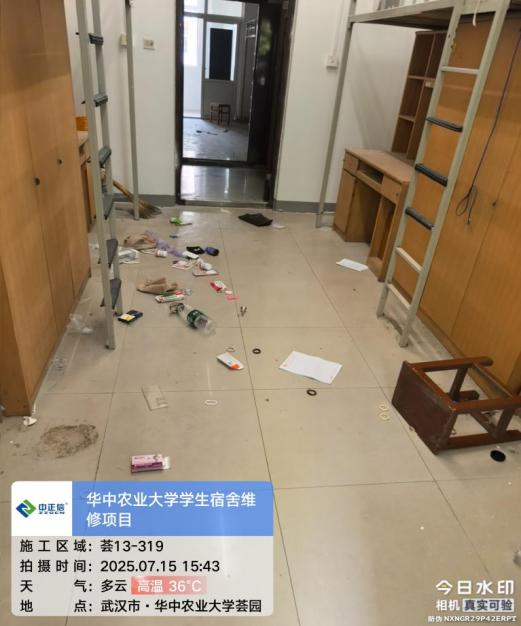 中正信
华中农业大学学生宿舍维
修项目
施工区域：荟13-319
拍摄时间：2025.07.15 15:43
天气：多云 高温 36℃
地点：武汉市·华中农业大学荟园
今日水印
相机 真实可验
防伪 NXNGR29P42ERPT